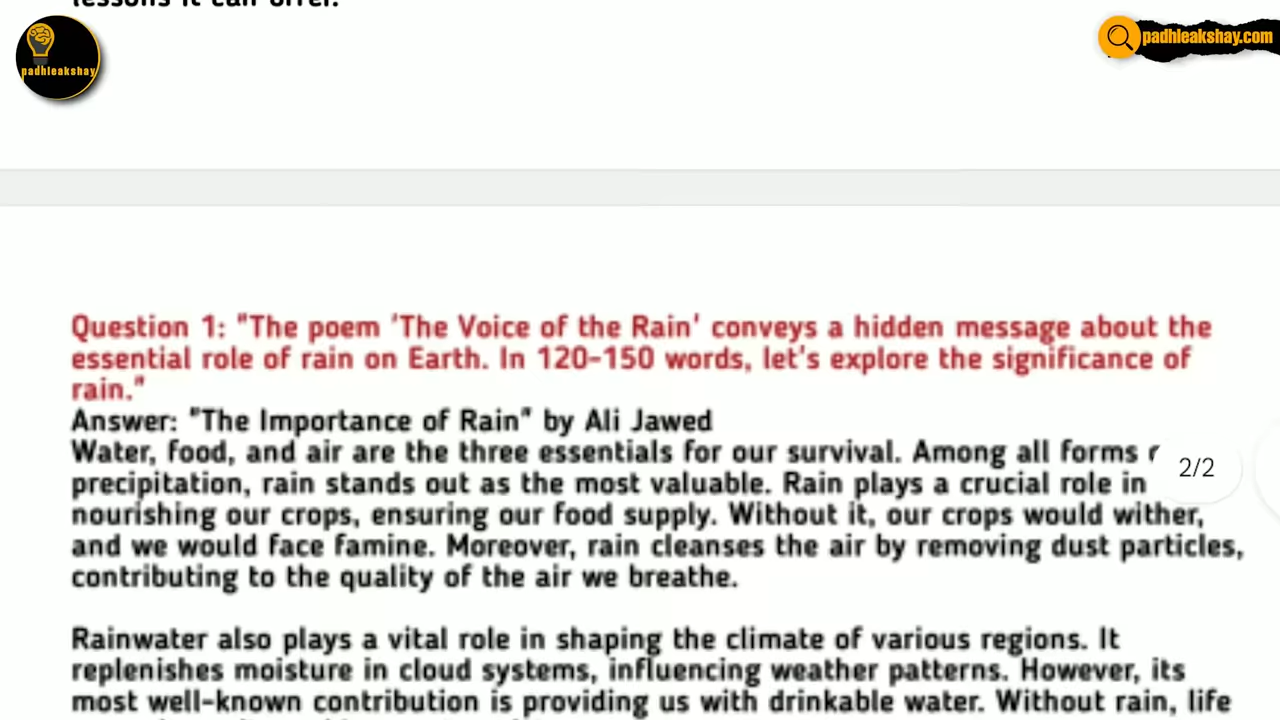 lessons it can offer.
padhleakshay
padhleakshay.com
Question 1: "The poem 'The Voice of the Rain' conveys a hidden message about the
essential role of rain on Earth. In 120-150 words, let's explore the significance of
rain."
Answer: "The Importance of Rain" by Ali Jawed
Water, food, and air are the three essentials for our survival. Among all forms
2/2
precipitation, rain stands out as the most valuable. Rain plays a crucial role in
nourishing our crops, ensuring our food supply. Without it, our crops would wither,
and we would face famine. Moreover, rain cleanses the air by removing dust particles,
contributing to the quality of the air we breathe.
Rainwater also plays a vital role in shaping the climate of various regions. It
replenishes moisture in cloud systems, influencing weather patterns. However, its
most well-known contribution is providing us with drinkable water. Without rain, life